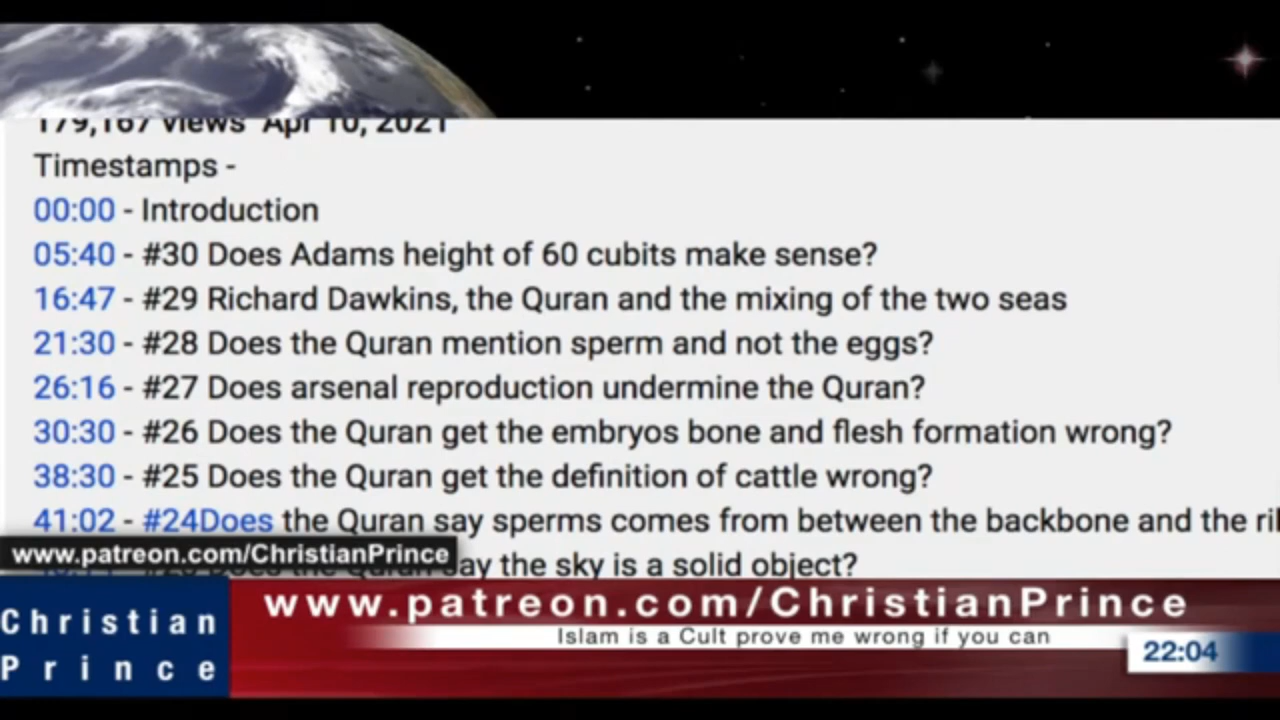 179,167 views Apr 10, 2021
Timestamps -
00:00 - Introduction
05:40 - #30 Does Adams height of 60 cubits make sense?
16:47 - #29 Richard Dawkins, the Quran and the mixing of the two seas
21:30 - #28 Does the Quran mention sperm and not the eggs?
26:16 - #27 Does arsenal reproduction undermine the Quran?
30:30 - #26 Does the Quran get the embryos bone and flesh formation wrong?
38:30 - #25 Does the Quran get the definition of cattle wrong?
41:02 - #24Does the Quran say sperms comes from between the backbone and the
the sky is a solid object?
www.patreon.com/ChristianPrince
www.patreon.com/ChristianPrince
Islam is a Cult prove me wrong if you can
Christian
Prince
22:04